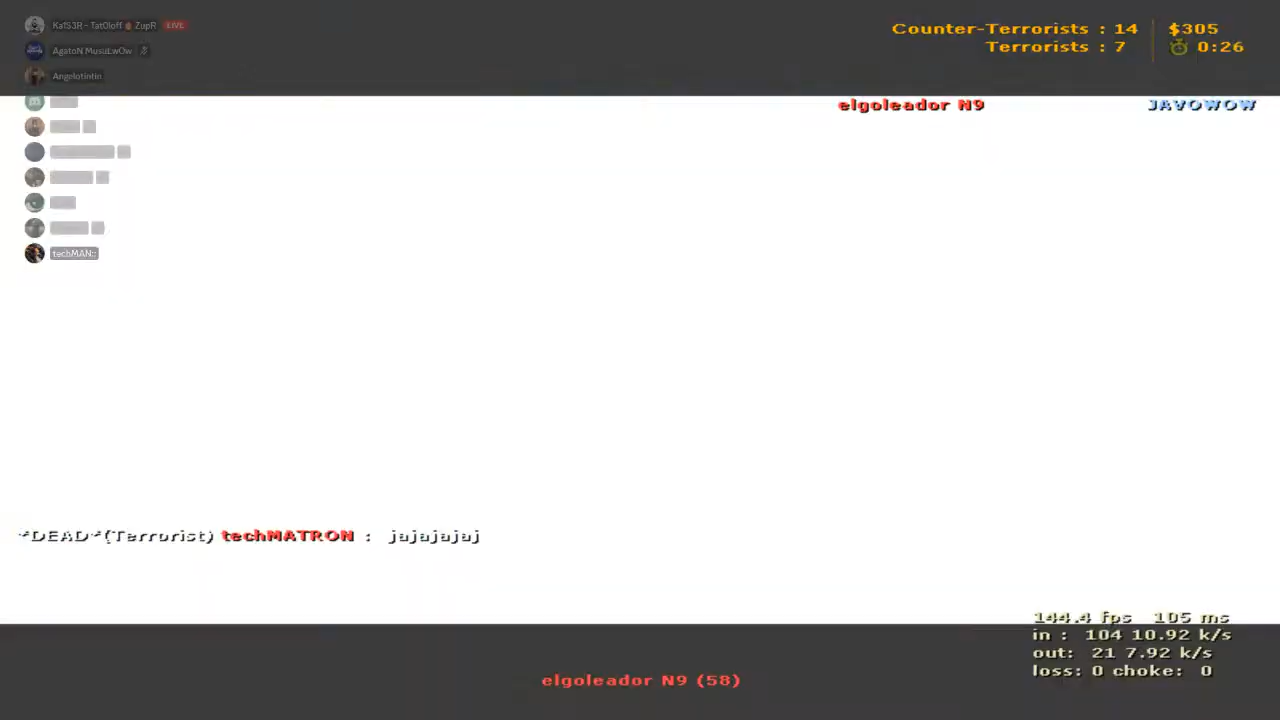 KafS3R - TatOloff ZupR LIVE
AgatoN MusuLwOw
Angelotintin
techMAN::
Counter-Terrorists : 14
Terrorists : 7
$305
0:26
elgoleador N9 JAVOWOW
*DEAD*(Terrorist) techMATRON : jajajajaj
144.4 fps 105 ms
in : 104 10.92 k/s
out: 21 7.92 k/s
loss: 0 choke: 0
elgoleador N9 (58)